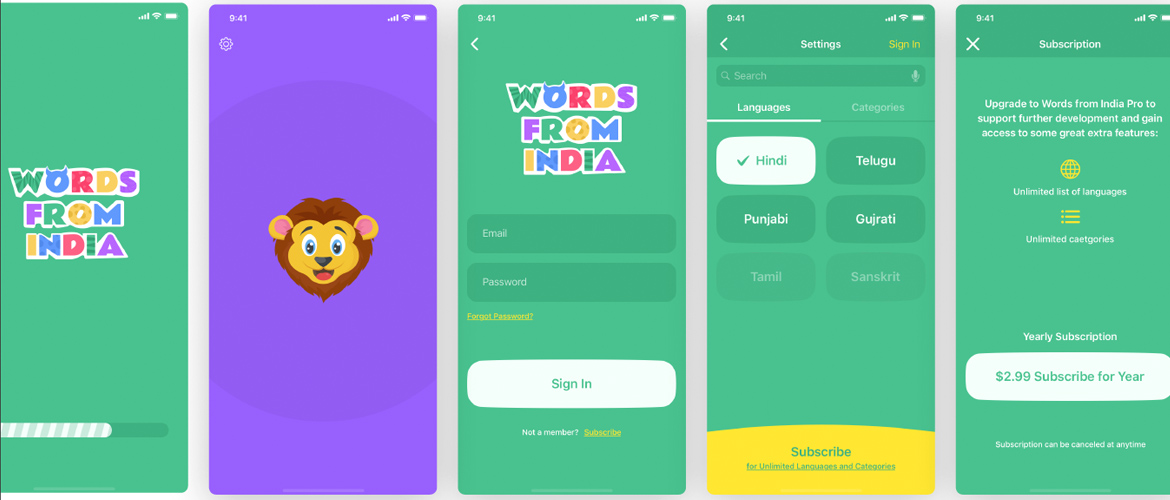 WORDS
FROM
INDIA
9:41
9:41
WORDS
FROM
INDIA
Email
Password
Forgot Password?
Sign In
Not a member? Subscribe
9:41
Settings
Sign In
Search
Languages
Categories
Hindi
Telugu
Punjabi
Gujrati
Tamil
Sanskrit
Subscribe
for Unlimited Languages and Categories
9:41
Subscription
Upgrade to Words from India Pro to
support further development and gain
access to some great extra features:
Unlimited list of languages
Unlimited caetgories
Yearly Subscription
$2.99 Subscribe for Year
Subscription can be canceled at anytime